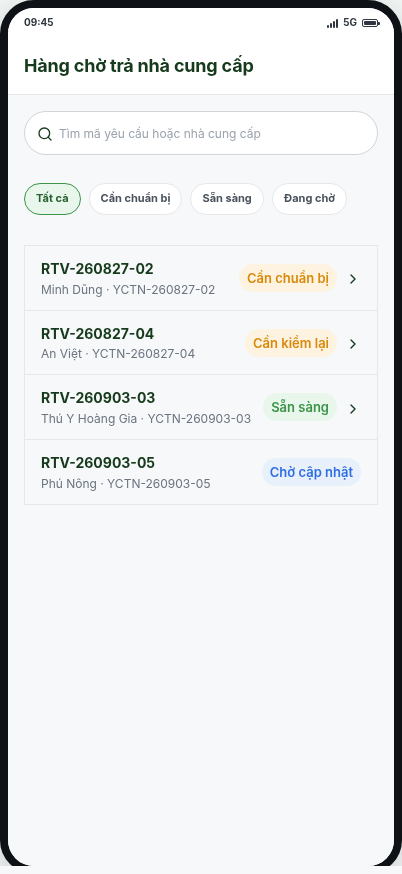 09:45 5G
Hàng chờ trả nhà cung cấp
Tìm mã yêu cầu hoặc nhà cung cấp
Tất cả Cần chuẩn bị Sẵn sàng Đang chờ
RTV-260827-02
Minh Dũng · YCTN-260827-02
Cần chuẩn bị
RTV-260827-04
An Việt · YCTN-260827-04
Cần kiểm lại
RTV-260903-03
Thú Y Hoàng Gia · YCTN-260903-03
Sẵn sàng
RTV-260903-05
Phú Nông · YCTN-260903-05
Chờ cập nhật